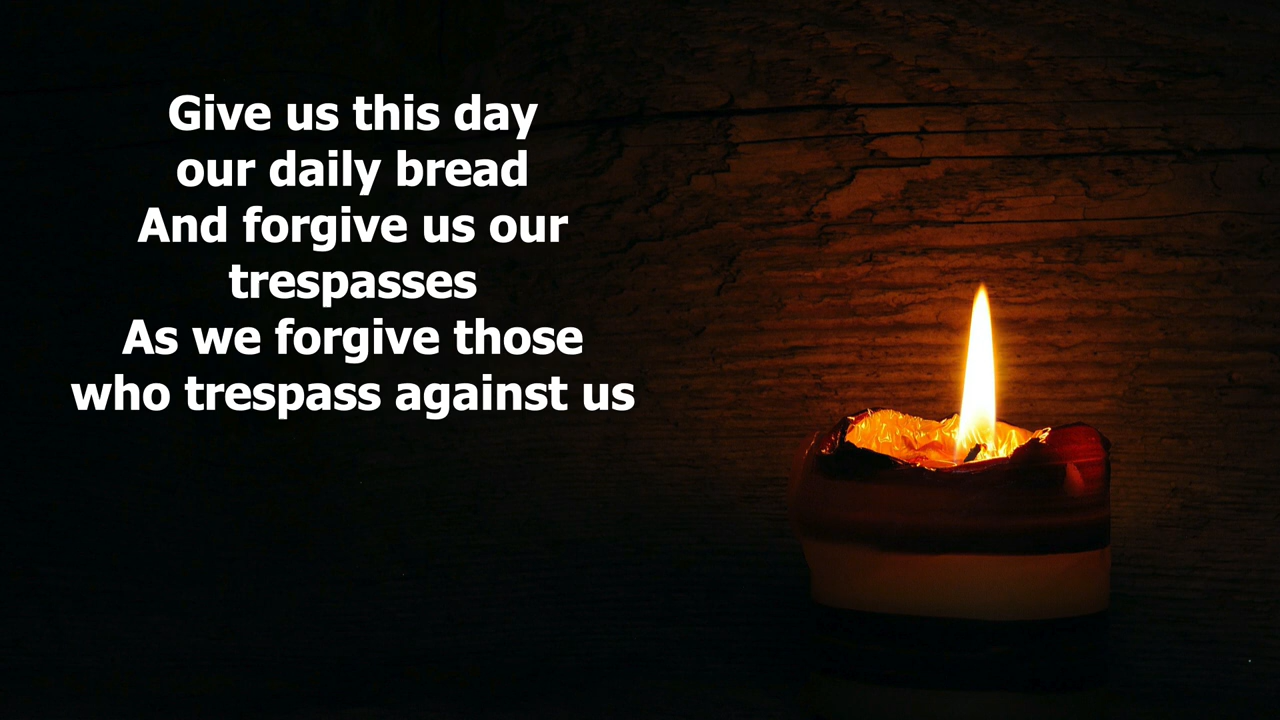 Give us this day
our daily bread
And forgive us our
trespasses
As we forgive those
who trespass against us